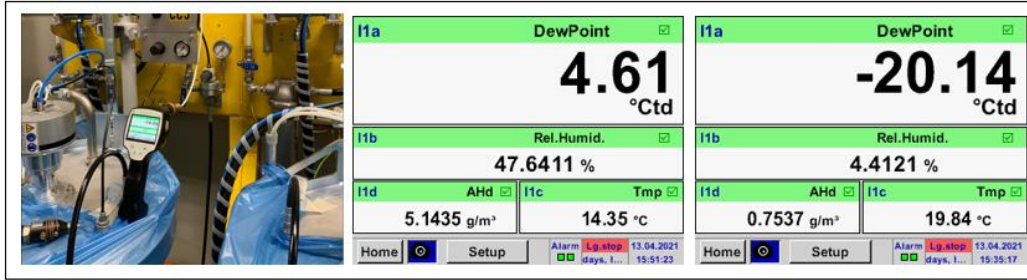 CC3
I1a DewPoint
4.61
°Ctd
I1b Rel.Humid.
47.6411 %
I1d AHd I1c Tmp
5.1435 g/m³ 14.35 °C
Home Setup Alarm Lg.stop 13.04.2021
days, I... 15:51:23
I1a DewPoint
-20.14
°Ctd
I1b Rel.Humid.
4.4121 %
I1d AHd I1c Tmp
0.7537 g/m³ 19.84 °C
Home Setup Alarm Lg.stop 13.04.2021
days, I... 15:35:17